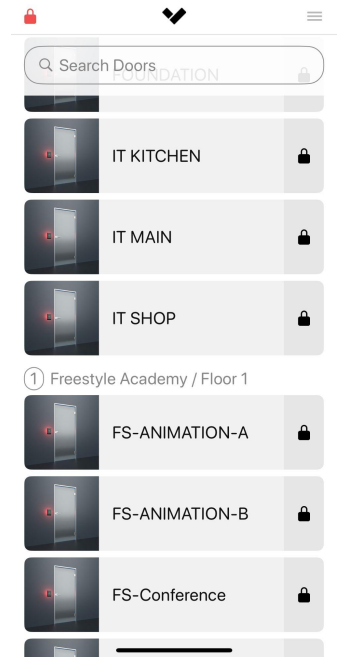 Search Doors
FOUNDATION
IT KITCHEN
IT MAIN
IT SHOP
1 Freestyle Academy / Floor 1
FS-ANIMATION-A
FS-ANIMATION-B
FS-Conference